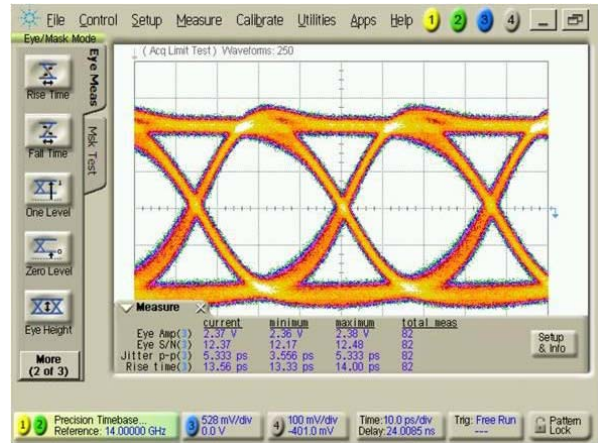 File Control Setup Measure Calibrate Utilities Apps Help 1 2 3 4
Eye/Mask Mode
( Acq Limit Test ) Waveforms: 250
Eye Meas
Msk Test
Rise Time
Fall Time
One Level
Zero Level
Eye Height
More
(2 of 3)
Measure
current minimum maximum total meas
Eye Amp(3) 2.37 V 2.36 V 2.38 V 82
Eye S/N(3) 12.37 12.17 12.48 82
Jitter p-p(3) 5.333 ps 3.556 ps 5.333 ps 82
Rise time(3) 13.56 ps 13.33 ps 14.00 ps 82
Setup
& Info
1 2 Precision Timebase...
Reference: 14.00000 GHz
3 528 mV/div
0.0 V
4 100 mV/div
-401.0 mV
Time:10.0 ps/div
Delay:24.0085 ns
Trig: Free Run
---
Pattern
Lock